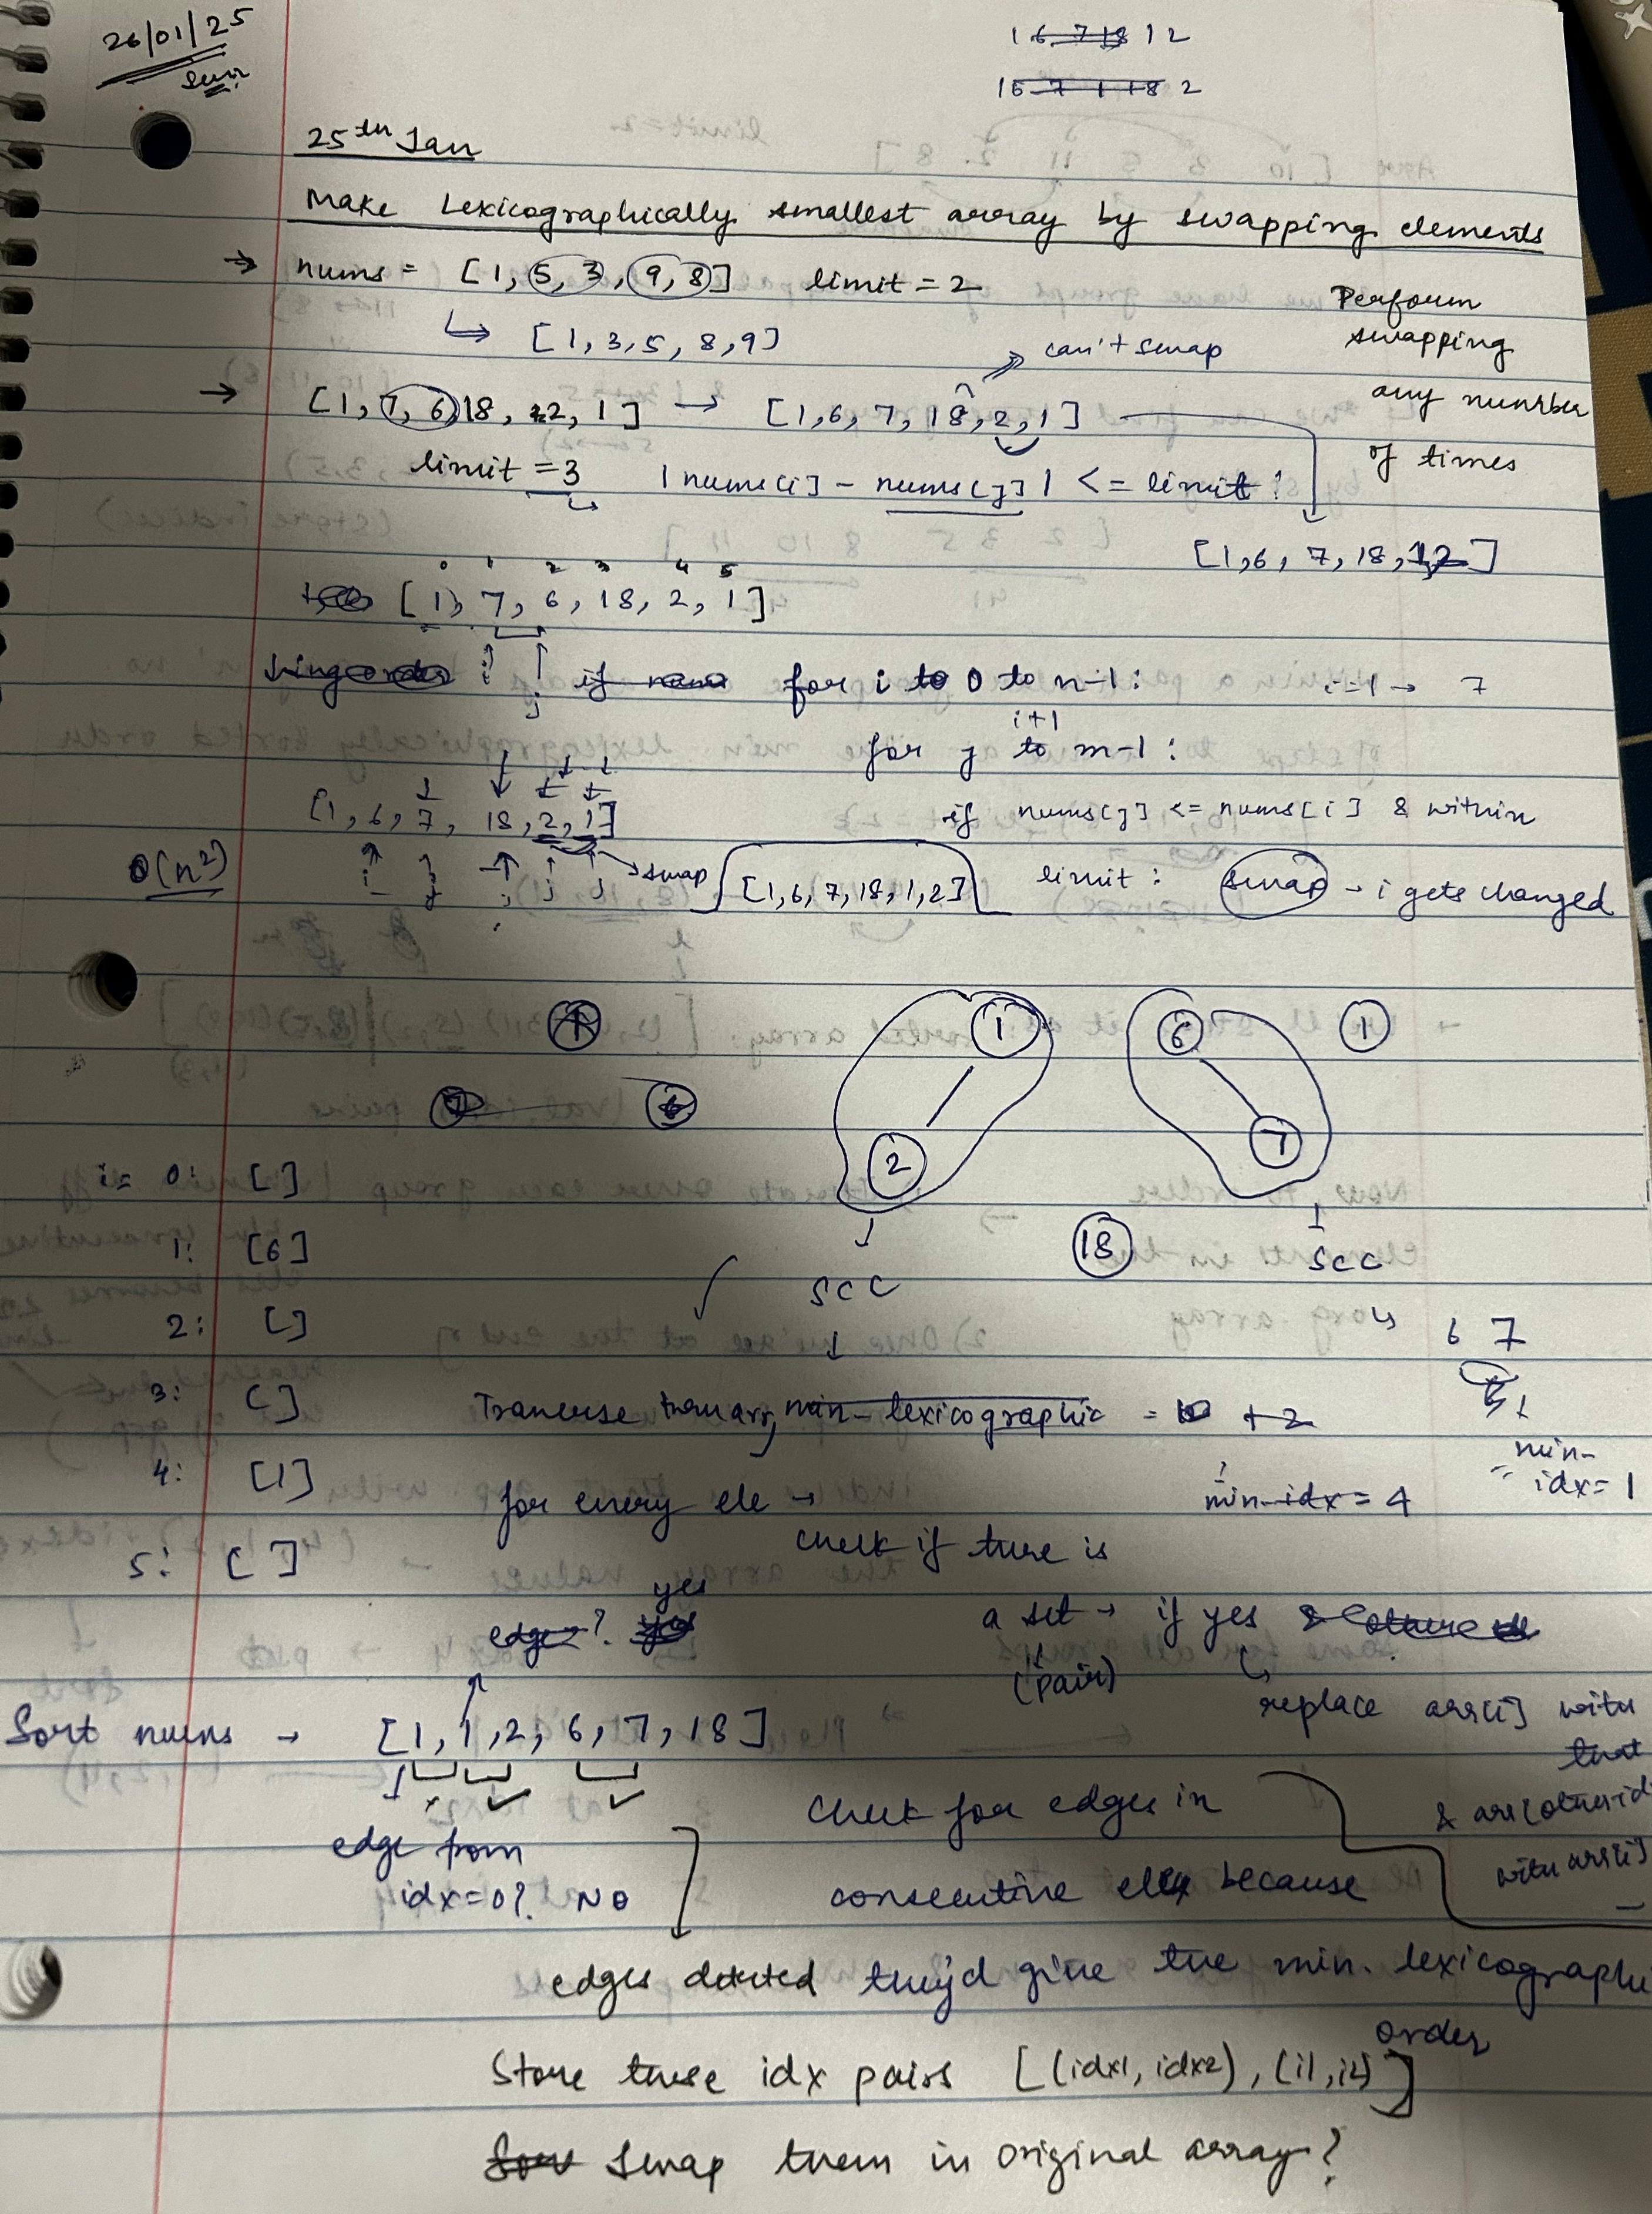 26/01/25
Sun
1 6 7 18 1 2
16 7 1 18 2
25th Jan
Make Lexicographically smallest array by swapping elements
→ nums = [1, 5, 3, 9, 8] limit = 2
↳ [1, 3, 5, 8, 9]
Perform swapping any number of times
→ [1, 7, 6, 18, 2, 1] → [1, 6, 7, 18, 2, 1]
can't swap
limit = 3 |nums[i] - nums[j]| <= limit
[1, 6, 7, 18, 1, 2]
0 1 2 3 4 5
[1, 7, 6, 18, 2, 1]
i j
for i to 0 to n-1: i=1 → 7
i+1
for j to n-1:
[1, 6, 7, 18, 2, 1] if nums[j] <= nums[i] & within
O(n²) swap [1, 6, 7, 18, 1, 2] limit: swap - i gets changed
1 6 1
2 7
18
SCC SCC
i = 0: []
1: [6]
2: []
3: []
4: [1]
5: []
6 7
min-idx = 1
Traverse min-lexicographic = +2
for every ele → min-idx = 4
check if there is
edge? yes a set → if yes
(pair) replace arr[i] with that
& arr[other id
with arr[i]
Sort nums → [1, 1, 2, 6, 7, 18]
edge from
idx=0? NO
check for edges in
consecutive because
edges detected they'd give the min. lexicographi
order
Store these idx pairs [(idx1, idx2), (i1, i2)]
Swap them in original array?